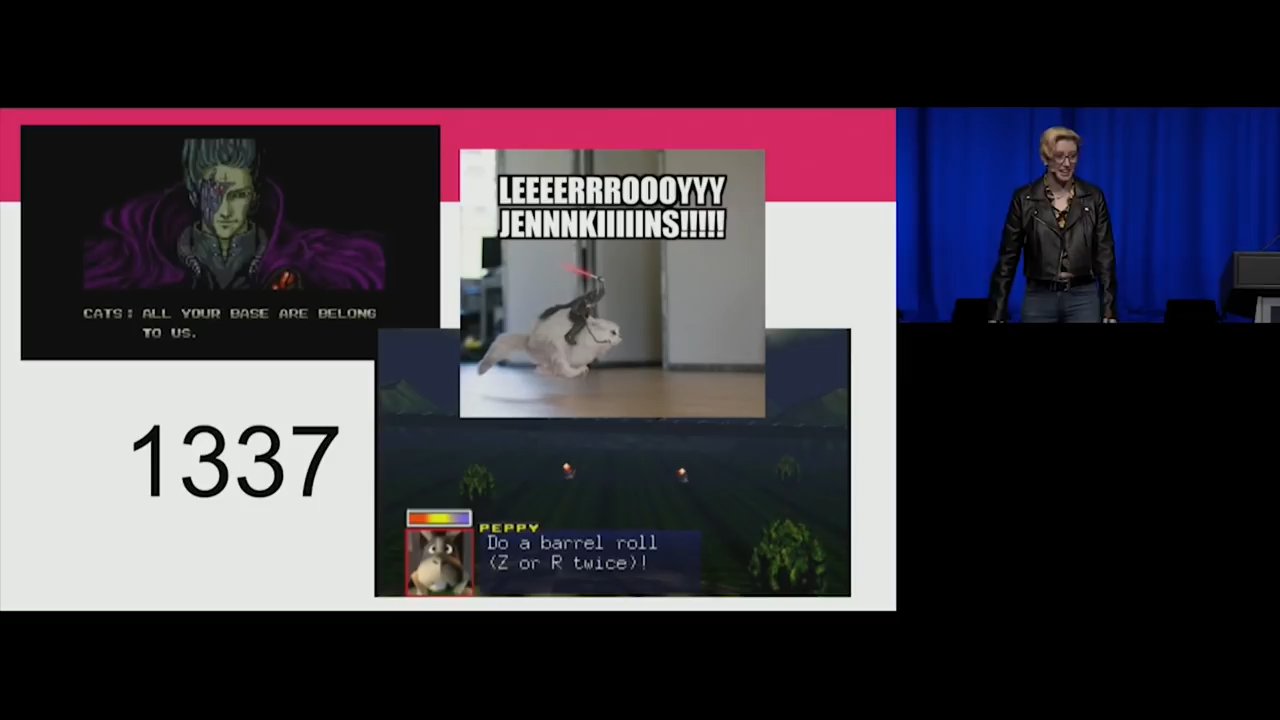 CATS: ALL YOUR BASE ARE BELONG
TO US.
LEEEERRROOOYYY
JENNNKIIIIINS!!!!!
1337
PEPPY
Do a barrel roll
(Z or R twice)!